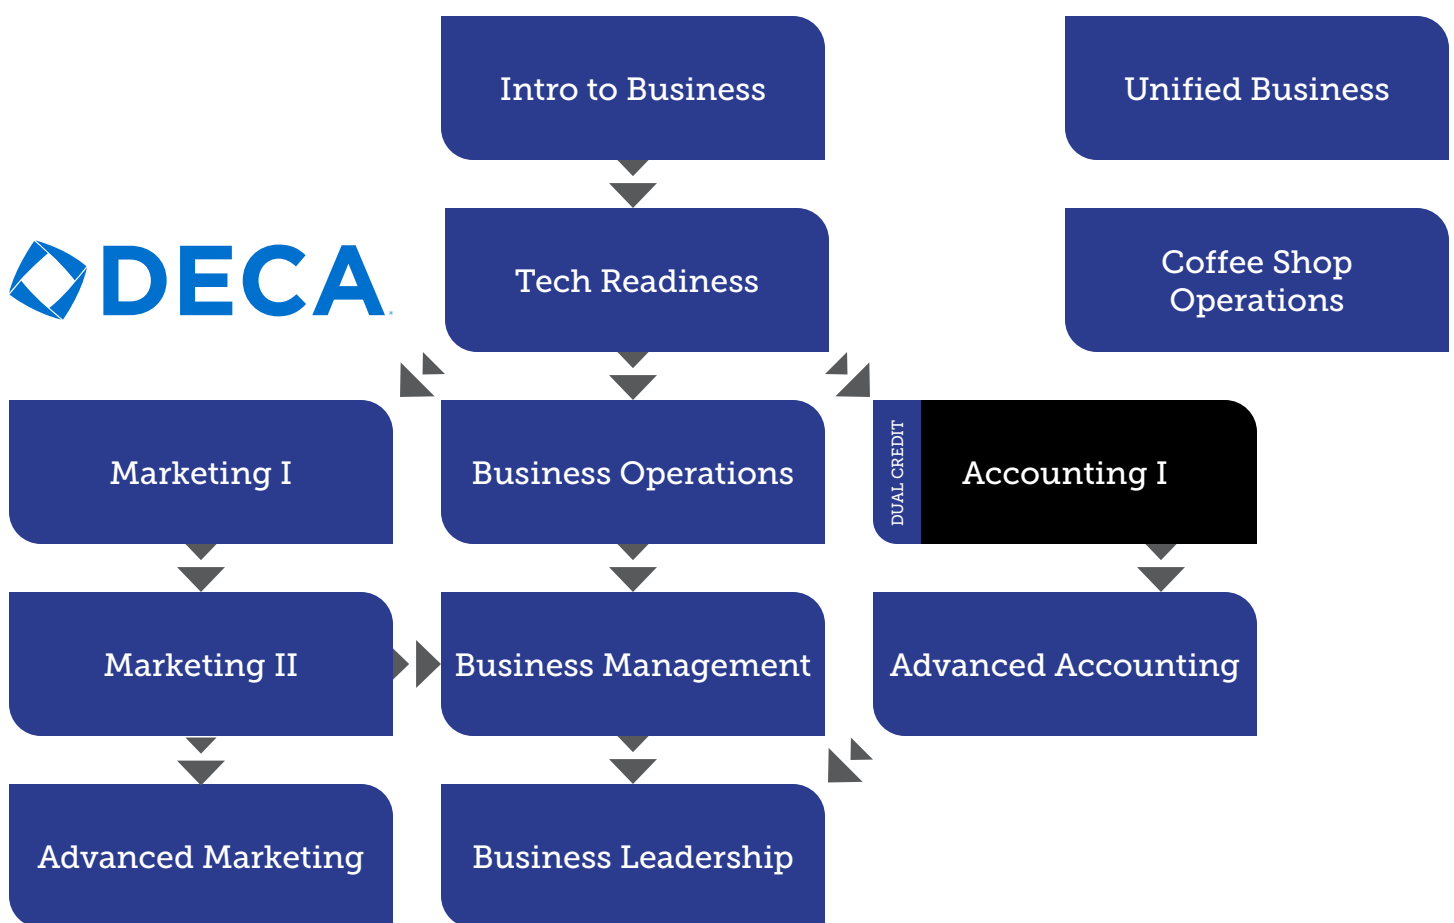 Intro to Business
Unified Business
DECA
Tech Readiness
Coffee Shop
Operations
Marketing I
Business Operations
DUAL CREDIT
Accounting I
Marketing II
Business Management
Advanced Accounting
Advanced Marketing
Business Leadership